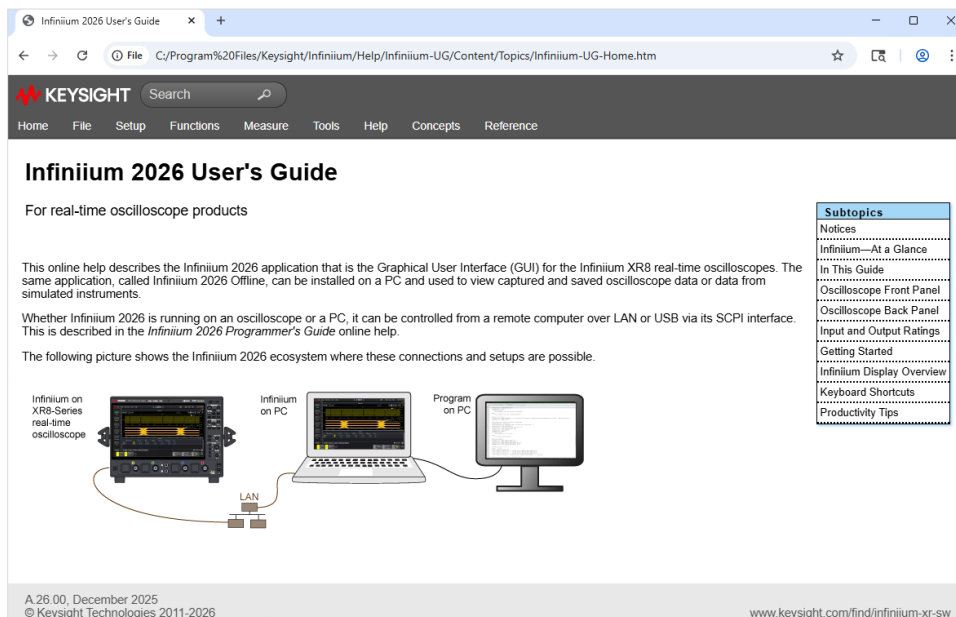 Infiniium 2026 User's Guide
File C:/Program%20Files/Keysight/Infiniium/Help/Infiniium-UG/Content/Topics/Infiniium-UG-Home.htm
KEYSIGHT Search
Home File Setup Functions Measure Tools Help Concepts Reference
Infiniium 2026 User's Guide
For real-time oscilloscope products
This online help describes the Infiniium 2026 application that is the Graphical User Interface (GUI) for the Infiniium XR8 real-time oscilloscopes. The
same application, called Infiniium 2026 Offline, can be installed on a PC and used to view captured and saved oscilloscope data or data from
simulated instruments.
Whether Infiniium 2026 is running on an oscilloscope or a PC, it can be controlled from a remote computer over LAN or USB via its SCPI interface.
This is described in the Infiniium 2026 Programmer's Guide online help.
The following picture shows the Infiniium 2026 ecosystem where these connections and setups are possible.
Infiniium on
XR8-Series
real-time
oscilloscope
Infiniium
on PC
Program
on PC
LAN
Subtopics
Notices
Infiniium—At a Glance
In This Guide
Oscilloscope Front Panel
Oscilloscope Back Panel
Input and Output Ratings
Getting Started
Infiniium Display Overview
Keyboard Shortcuts
Productivity Tips
A.26.00, December 2025
© Keysight Technologies 2011-2026
www.keysight.com/find/infiniium-xr-sw